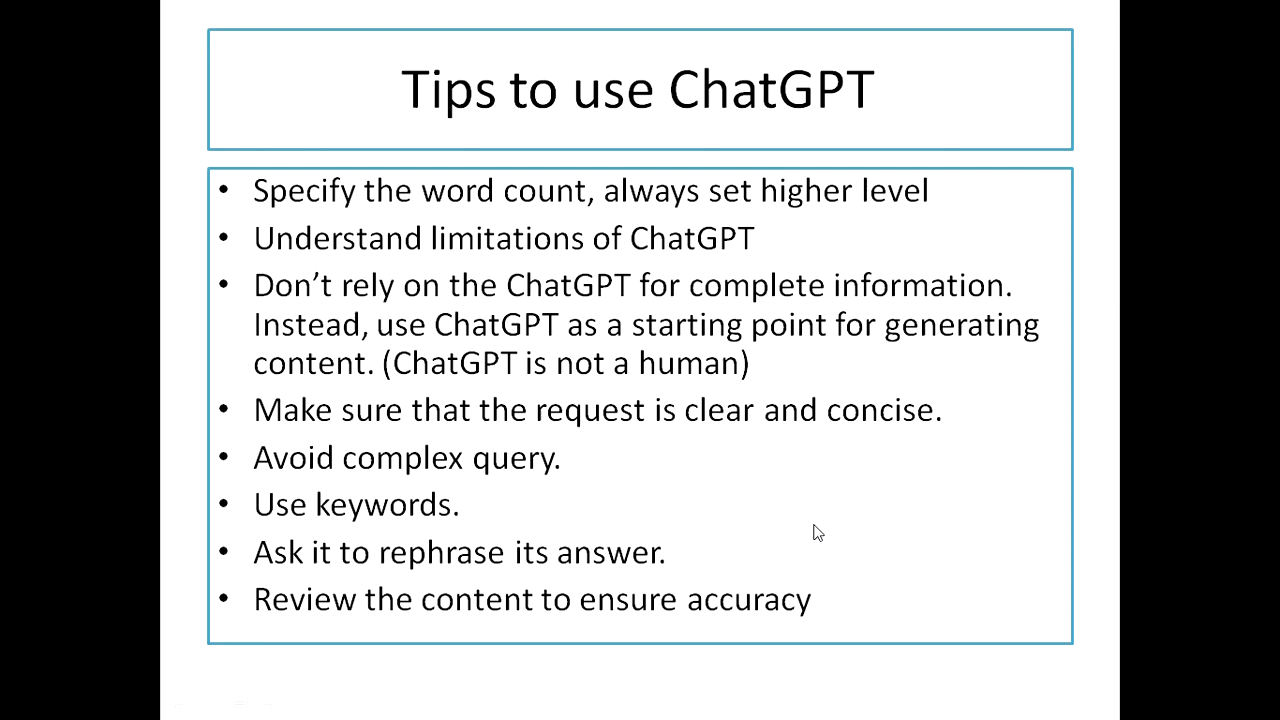 Tips to use ChatGPT
• Specify the word count, always set higher level
• Understand limitations of ChatGPT
• Don’t rely on the ChatGPT for complete information.
Instead, use ChatGPT as a starting point for generating
content. (ChatGPT is not a human)
• Make sure that the request is clear and concise.
• Avoid complex query.
• Use keywords.
• Ask it to rephrase its answer.
• Review the content to ensure accuracy